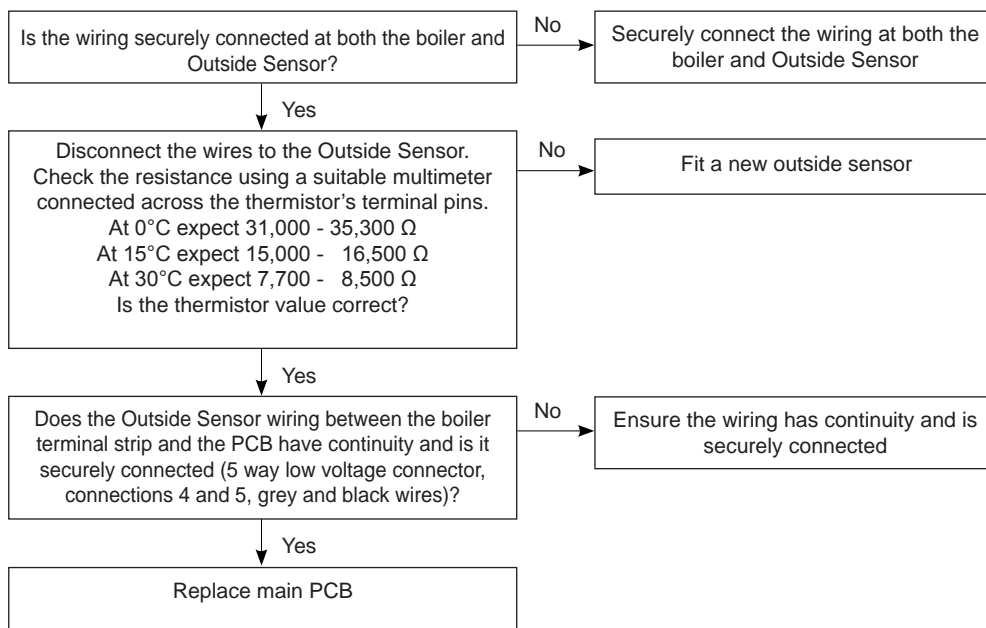 Is the wiring securely connected at both the boiler and
Outside Sensor?
No
Securely connect the wiring at both the
boiler and Outside Sensor
Yes
Disconnect the wires to the Outside Sensor.
Check the resistance using a suitable multimeter
connected across the thermistor’s terminal pins.
At 0°C expect 31,000 - 35,300 Ω
At 15°C expect 15,000 - 16,500 Ω
At 30°C expect 7,700 - 8,500 Ω
Is the thermistor value correct?
No
Fit a new outside sensor
Yes
Does the Outside Sensor wiring between the boiler
terminal strip and the PCB have continuity and is it
securely connected (5 way low voltage connector,
connections 4 and 5, grey and black wires)?
No
Ensure the wiring has continuity and is
securely connected
Yes
Replace main PCB